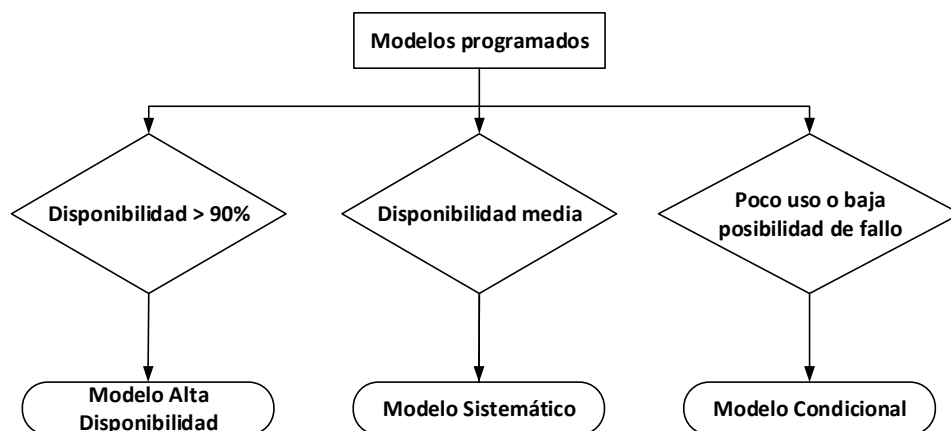 Modelos programados
Disponibilidad > 90%
Disponibilidad media
Poco uso o baja
posibilidad de fallo
Modelo Alta
Disponibilidad
Modelo Sistemático
Modelo Condicional